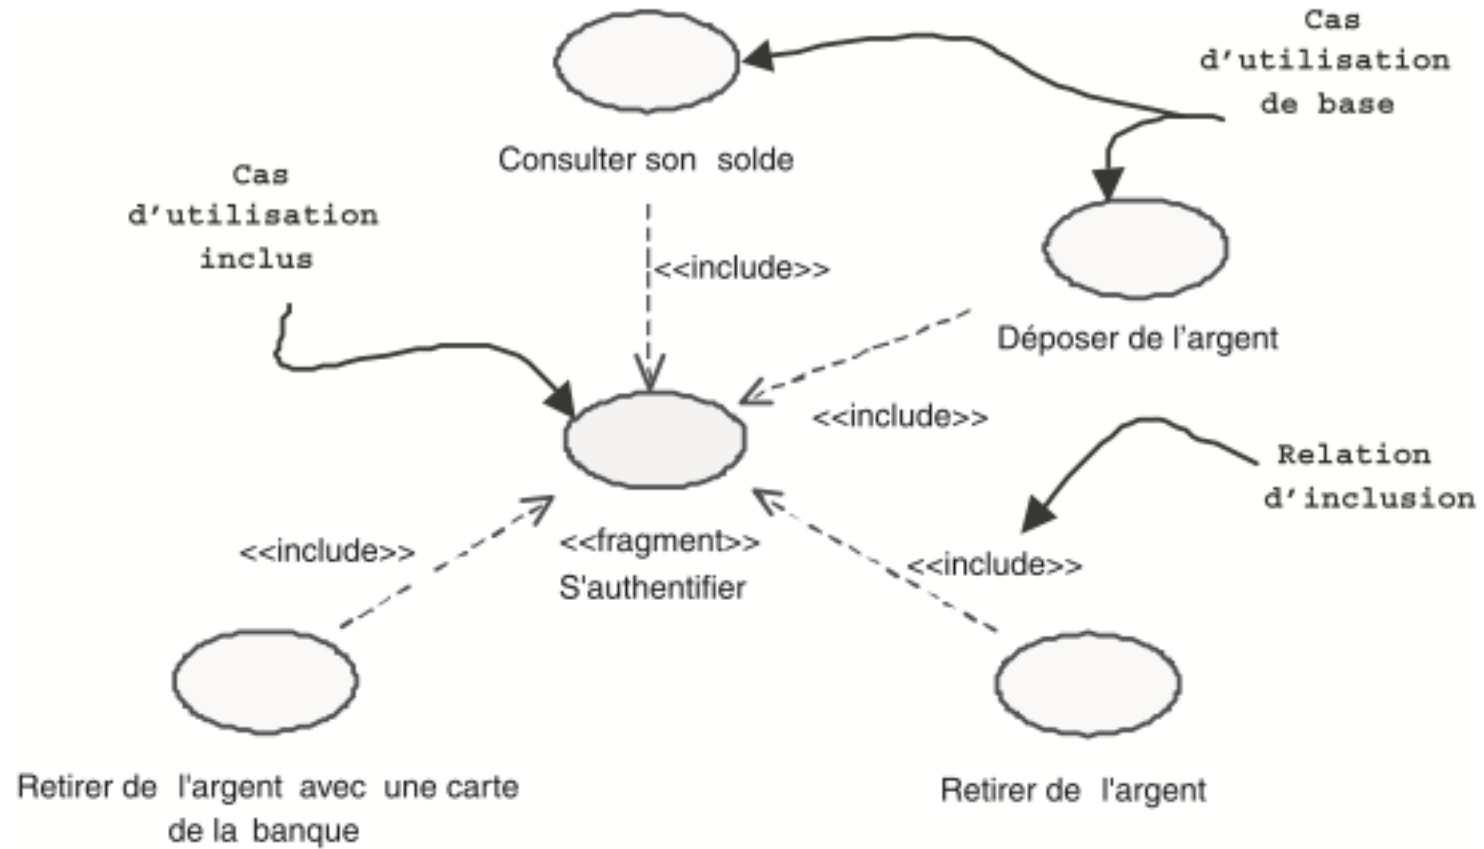 Cas
d'utilisation
de base
Consulter son solde
Cas
d'utilisation
inclus
<<include>>
Déposer de l'argent
<<include>>
Relation
d'inclusion
<<include>>
<<fragment>>
S'authentifier
<<include>>
Retirer de l'argent avec une carte
de la banque
Retirer de l'argent